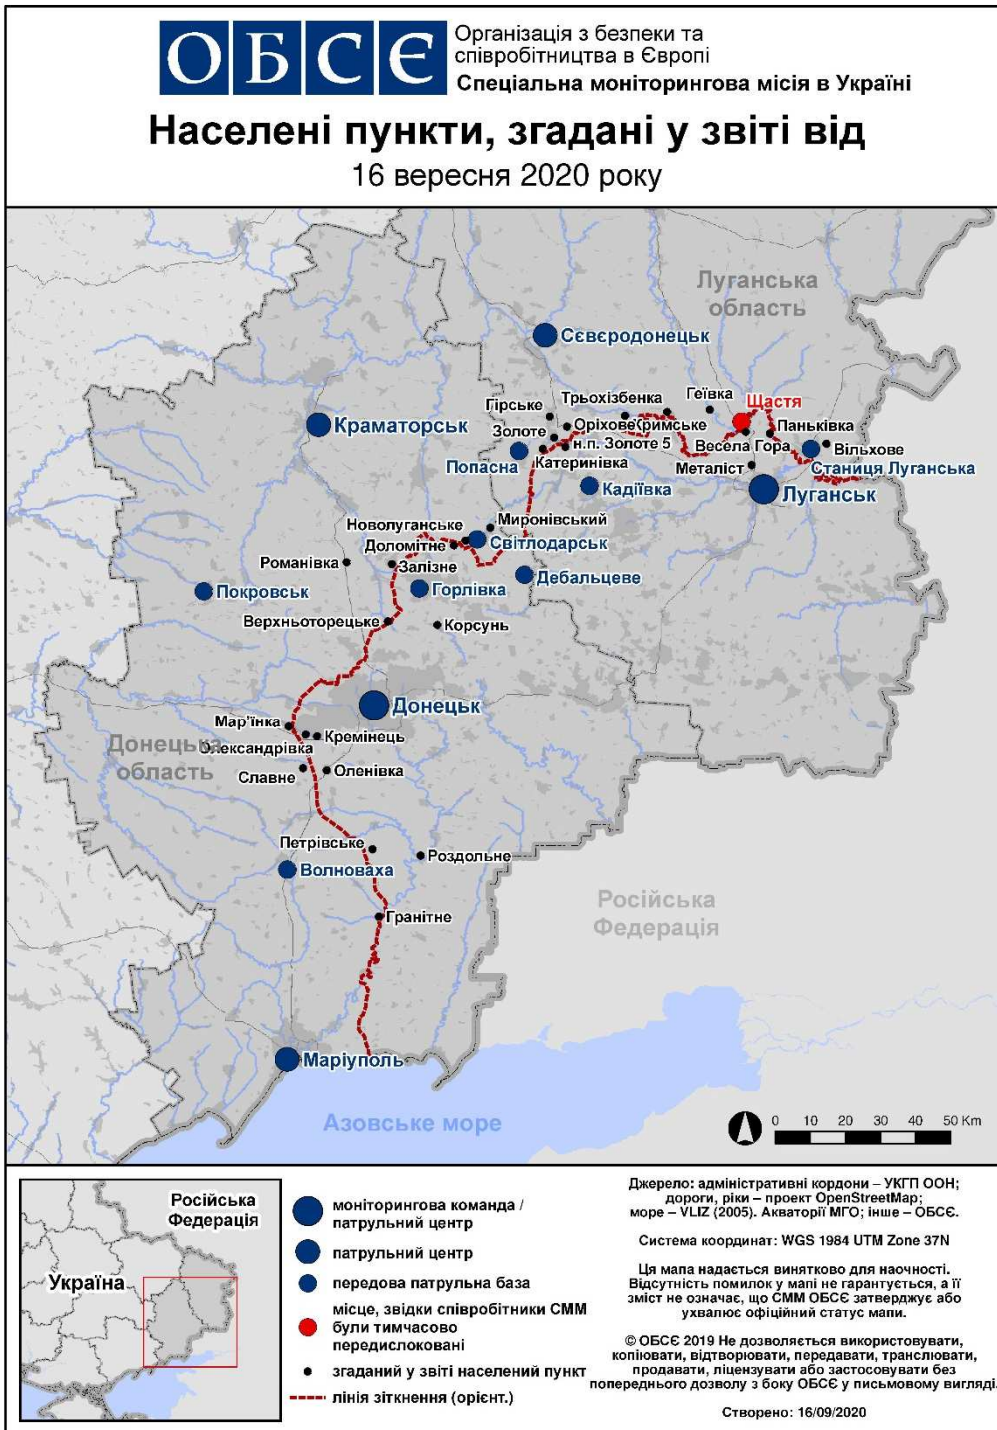 ОБСЄ
Організація з безпеки та
співробітництва в Європі
Спеціальна моніторингова місія в Україні
Населені пункти, згадані у звіті від
16 вересня 2020 року
Луганська
область
Сєвєродонецьк
Краматорськ
Гірське
Трьохізбенка
Геївка
Щастя
Оріхове
Кримське
Паньківка
Золоте
н.п. Золоте 5
Весела Гора
Вільхове
Попасна
Катеринівка
Металіст
Станиця Луганська
Кадіївка
Луганськ
Новолуганське
Миронівський
Доломітне
Світлодарськ
Романівка
Залізне
Дебальцеве
Покровськ
Горлівка
Верхньоторецьке
Корсунь
Донецьк
Мар'їнка
Кремінець
Донецька
область
Олександрівка
Славне
Оленівка
Петрівське
Роздольне
Волноваха
Гранітне
Російська
Федерація
Маріуполь
Азовське море
0 10 20 30 40 50 Km
Російська
Федерація
Україна
моніторингова команда /
патрульний центр
патрульний центр
передова патрульна база
місце, звідки співробітники СММ
були тимчасово
передислоковані
згаданий у звіті населений пункт
лінія зіткнення (орієнт.)
Джерело: адміністративні кордони – УКГП ООН;
дороги, ріки – проект OpenStreetMap;
море – VLIZ (2005). Акваторії МГО; інше – ОБСЄ.
Система координат: WGS 1984 UTM Zone 37N
Ця мапа надається винятково для наочності.
Відсутність помилок у мапі не гарантується, а її
зміст не означає, що СММ ОБСЄ затверджує або
ухвалює офіційний статус мапи.
© ОБСЄ 2019 Не дозволяється використовувати,
копіювати, відтворювати, передавати, транслювати,
продавати, ліцензувати або застосовувати без
попереднього дозволу з боку ОБСЄ у письмовому вигляді.
Створено: 16/09/2020